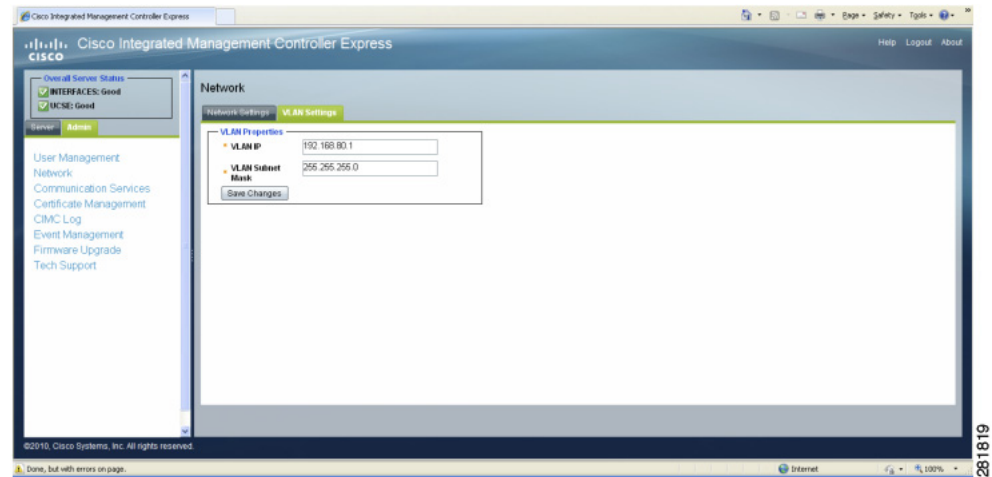 Cisco Integrated Management Controller Express
Page Safety Tools
CISCO Cisco Integrated Management Controller Express
Help Logout About
Overall Server Status
INTERFACES: Good
UCSE: Good
Server Admin
User Management
Network
Communication Services
Certificate Management
CIMC Log
Event Management
Firmware Upgrade
Tech Support
Network
Network Settings VLAN Settings
VLAN Properties
* VLAN IP 192.168.80.1
* VLAN Subnet Mask 255.255.255.0
Save Changes
©2010, Cisco Systems, Inc. All rights reserved.
Done, but with errors on page.
Internet
100%
281819